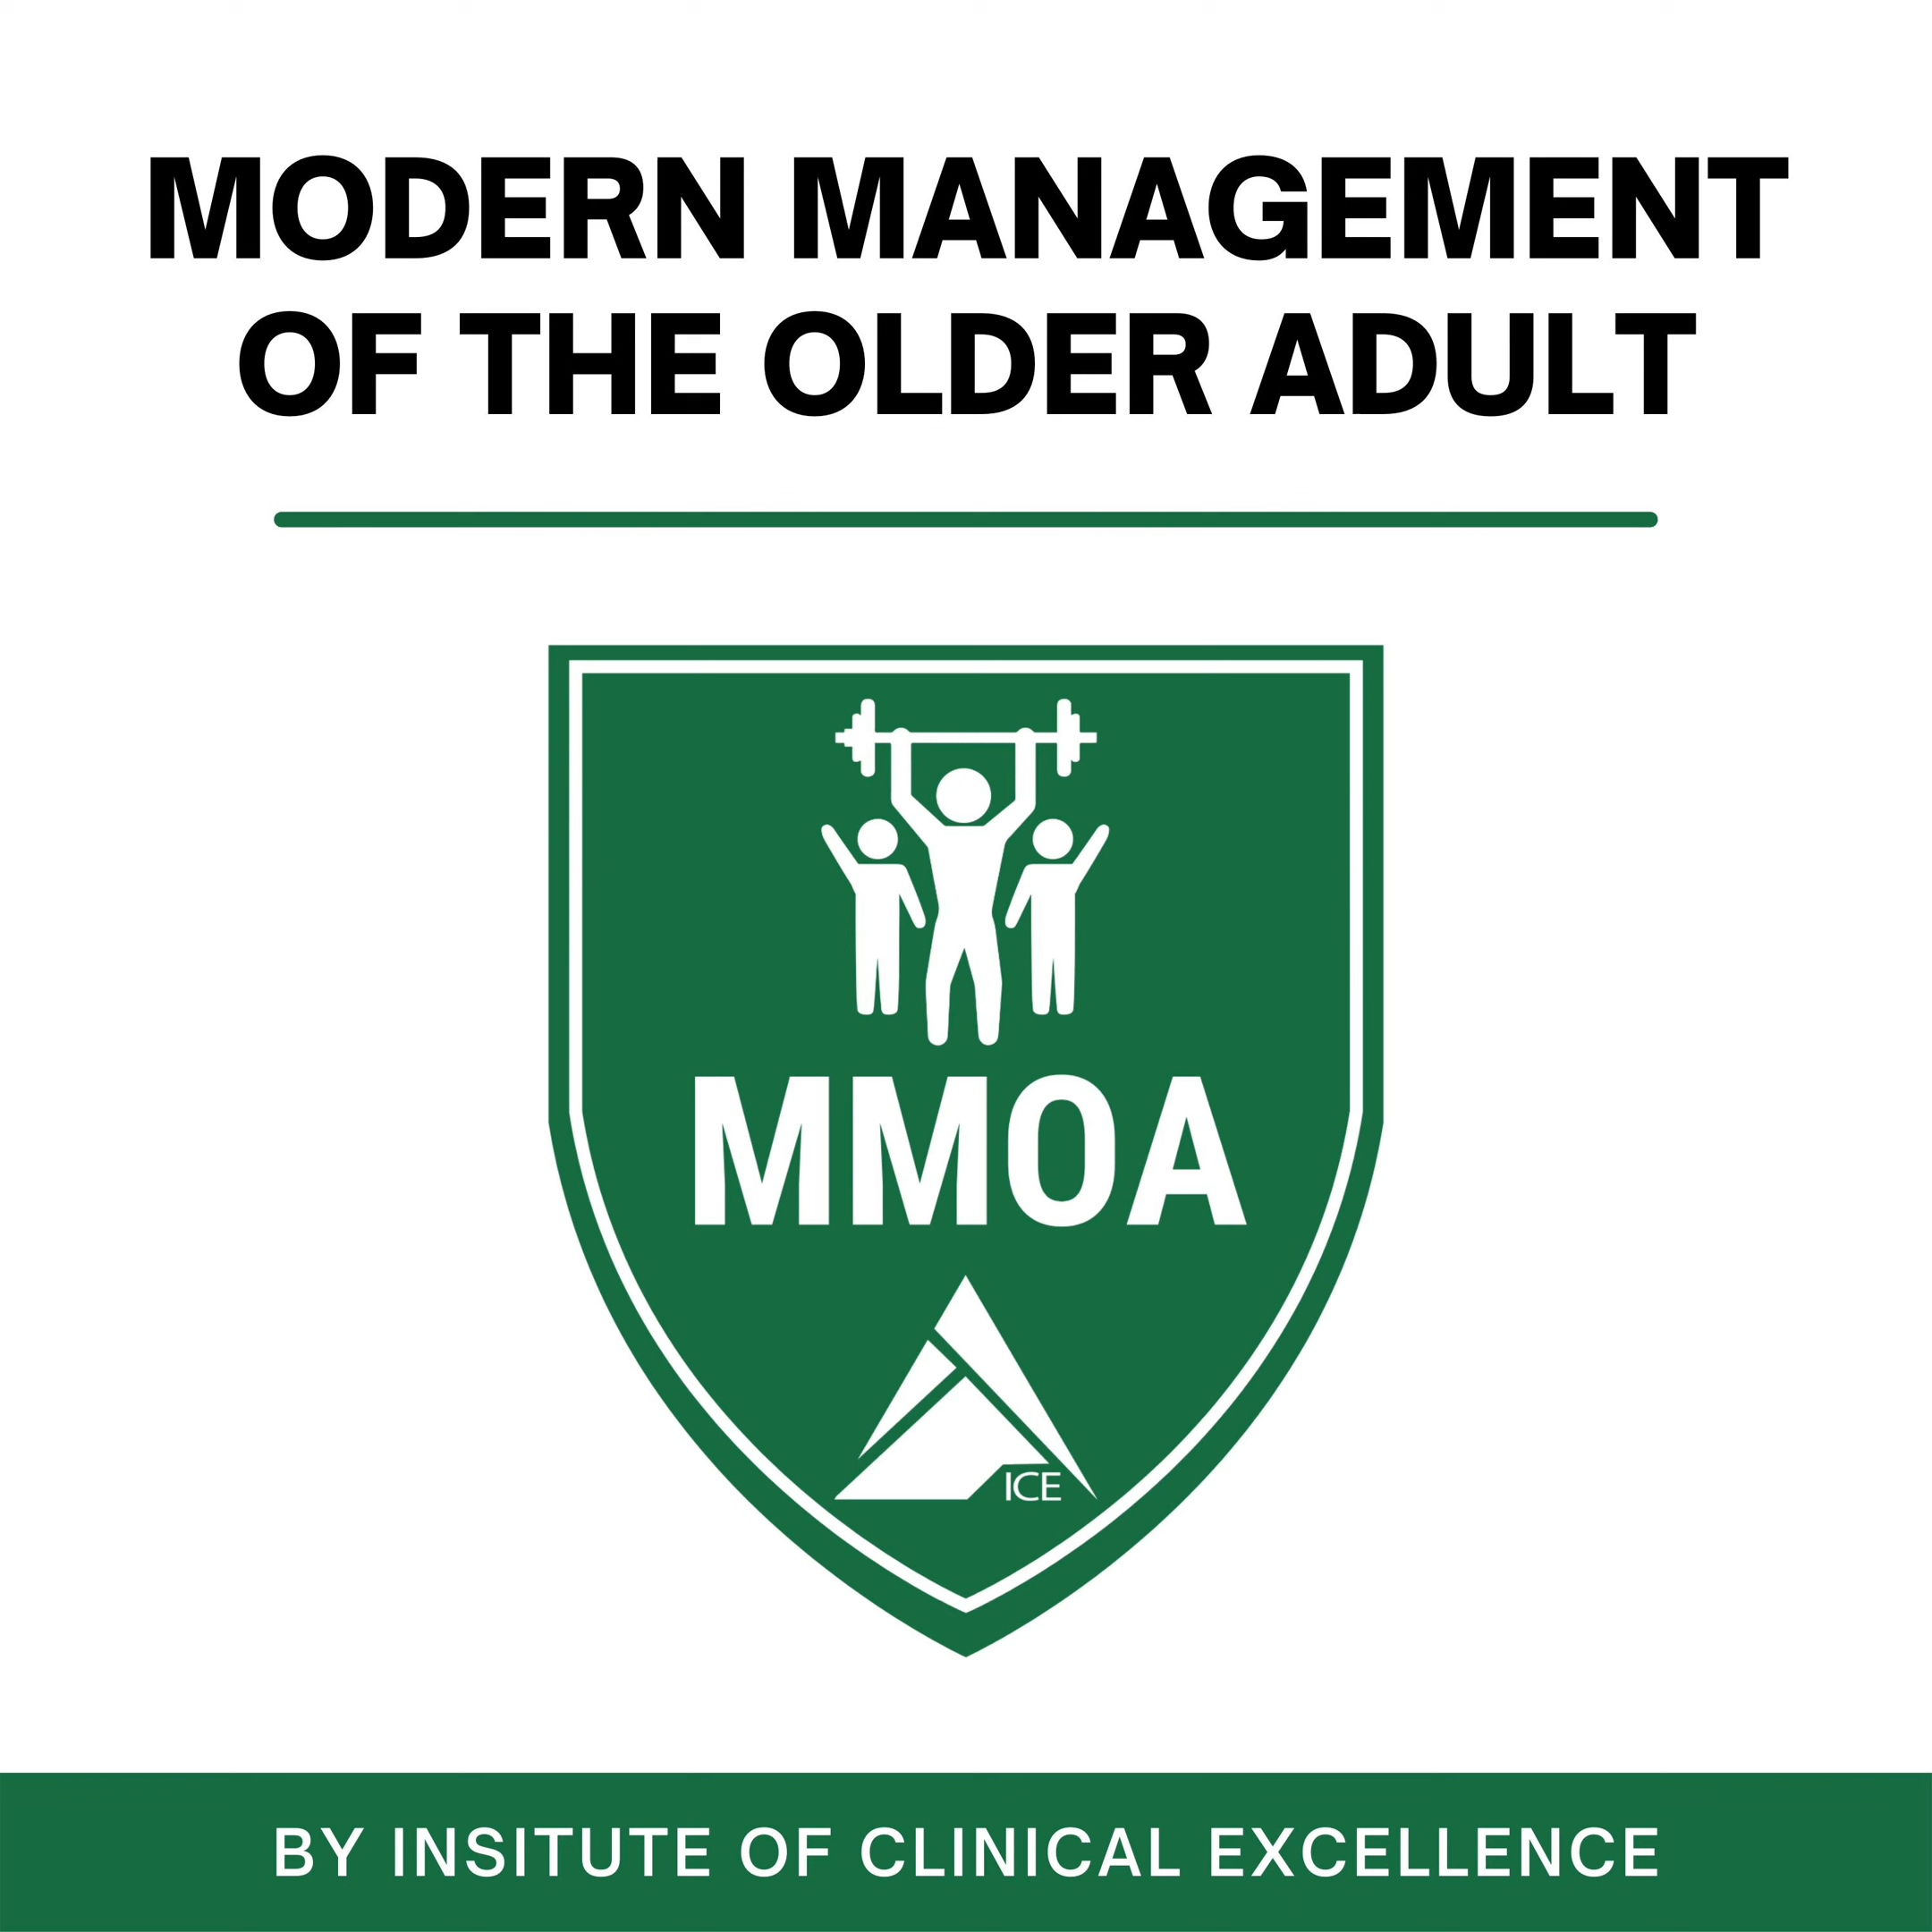 MODERN MANAGEMENT
OF THE OLDER ADULT
MMOA
ICE
BY INSITUTE OF CLINICAL EXCELLENCE